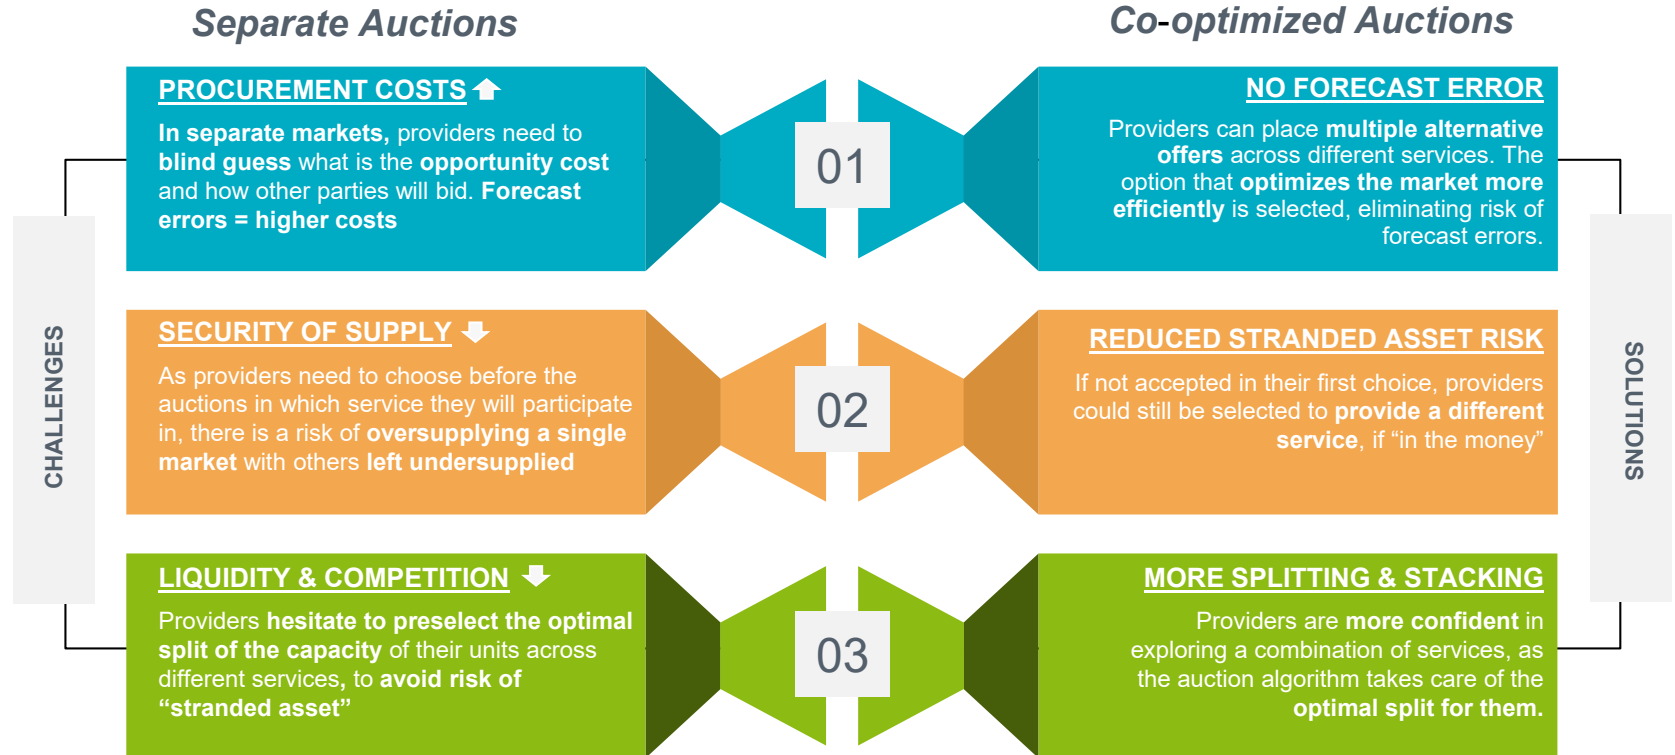 Separate Auctions
Co-optimized Auctions
CHALLENGES
PROCUREMENT COSTS
In separate markets, providers need to
blind guess what is the opportunity cost
and how other parties will bid. Forecast
errors = higher costs
01
NO FORECAST ERROR
Providers can place multiple alternative
offers across different services. The
option that optimizes the market more
efficiently is selected, eliminating risk of
forecast errors.
SECURITY OF SUPPLY
As providers need to choose before the
auctions in which service they will participate
in, there is a risk of oversupplying a single
market with others left undersupplied
02
REDUCED STRANDED ASSET RISK
If not accepted in their first choice, providers
could still be selected to provide a different
service, if “in the money”
LIQUIDITY & COMPETITION
Providers hesitate to preselect the optimal
split of the capacity of their units across
different services, to avoid risk of
“stranded asset”
03
MORE SPLITTING & STACKING
Providers are more confident in
exploring a combination of services, as
the auction algorithm takes care of the
optimal split for them.
SOLUTIONS